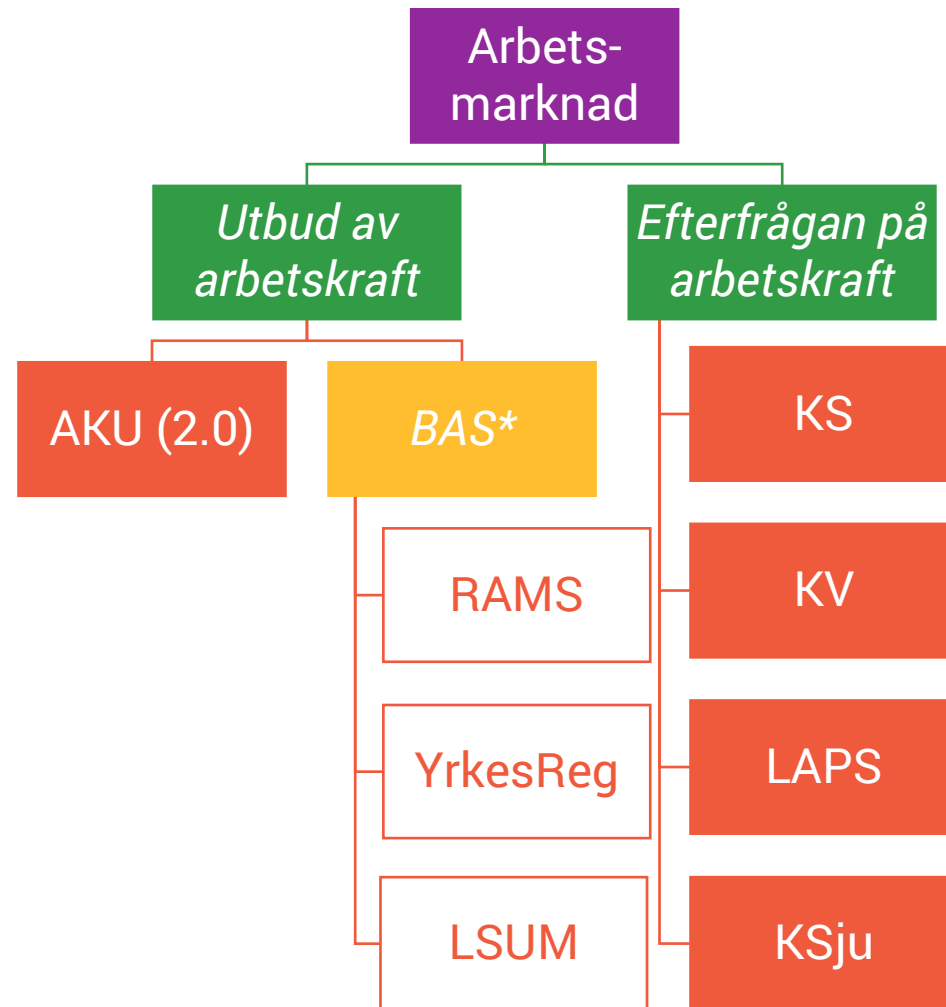 Arbets-
marknad
Utbud av
arbetskraft
Efterfrågan på
arbetskraft
AKU (2.0)
BAS*
RAMS
YrkesReg
LSUM
KS
KV
LAPS
KSju